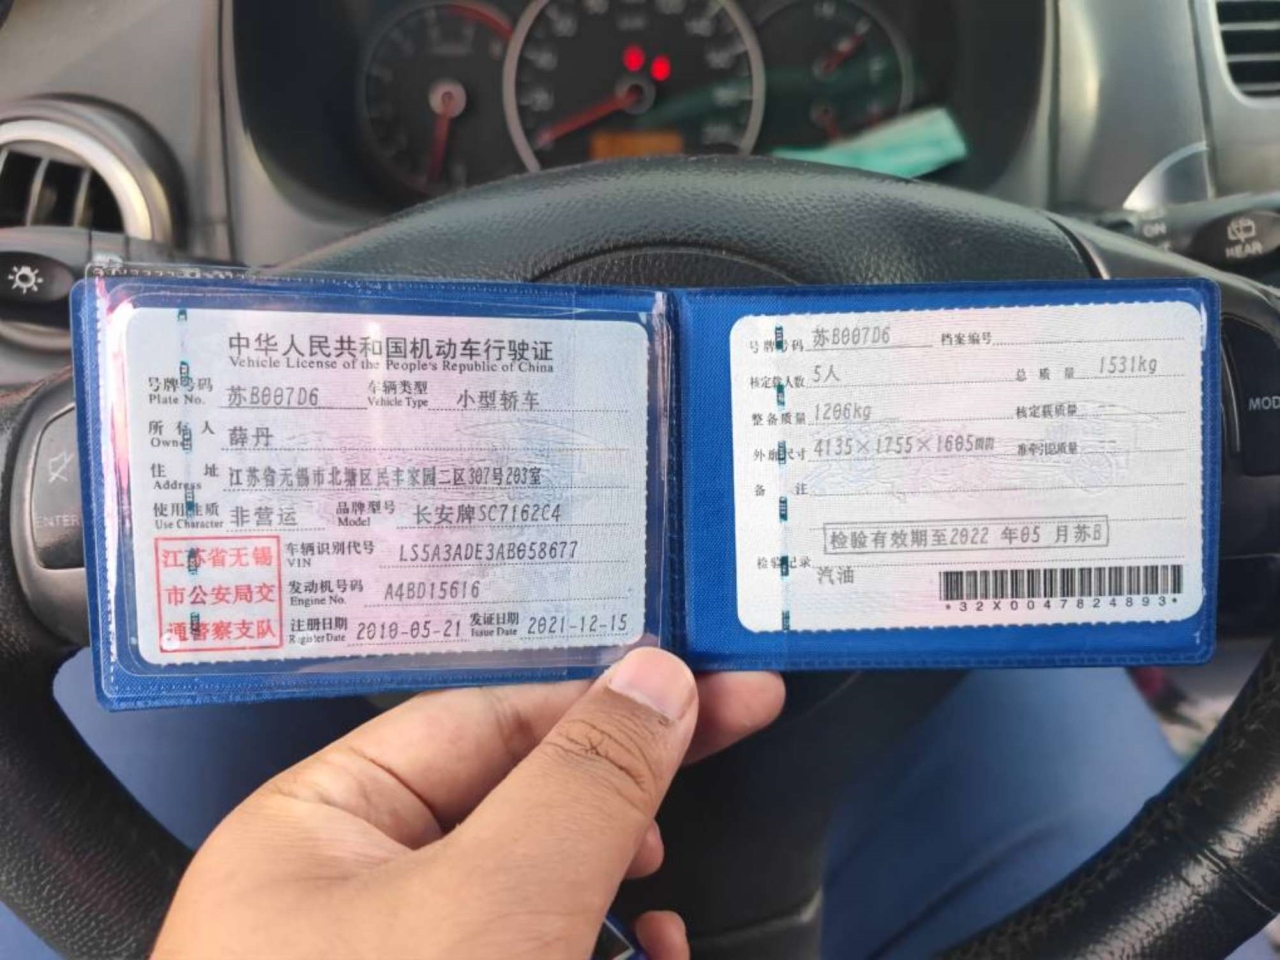 中华人民共和国机动车行驶证
Vehicle License of the People's Republic of China
号牌号码 苏B007D6 车辆类型 小型轿车
Plate No. Vehicle Type
所有人 薛丹
Owner
住址 江苏省无锡市北塘区民丰家园二区307号203室
Address
使用性质 非营运 品牌型号 长安牌SC7162C4
Use Character Model
江苏省无锡
市公安局交
通警察支队
车辆识别代号 LS5A3ADE3AB058677
VIN
发动机号码 A4BD15616
Engine No.
注册日期 2010-05-21 发证日期 2021-12-15
Register Date Issue Date
号牌号码 苏B007D6 档案编号
核定载人数 5人 总质量 1531kg
整备质量 1206kg 核定载质量 --
外廓尺寸 4135×1755×1605mm 准牵引总质量 --
备注
检验有效期至2022年05月苏B
检验记录
汽油
*32X0047824893*
REAR
ON
MOD
ENTER